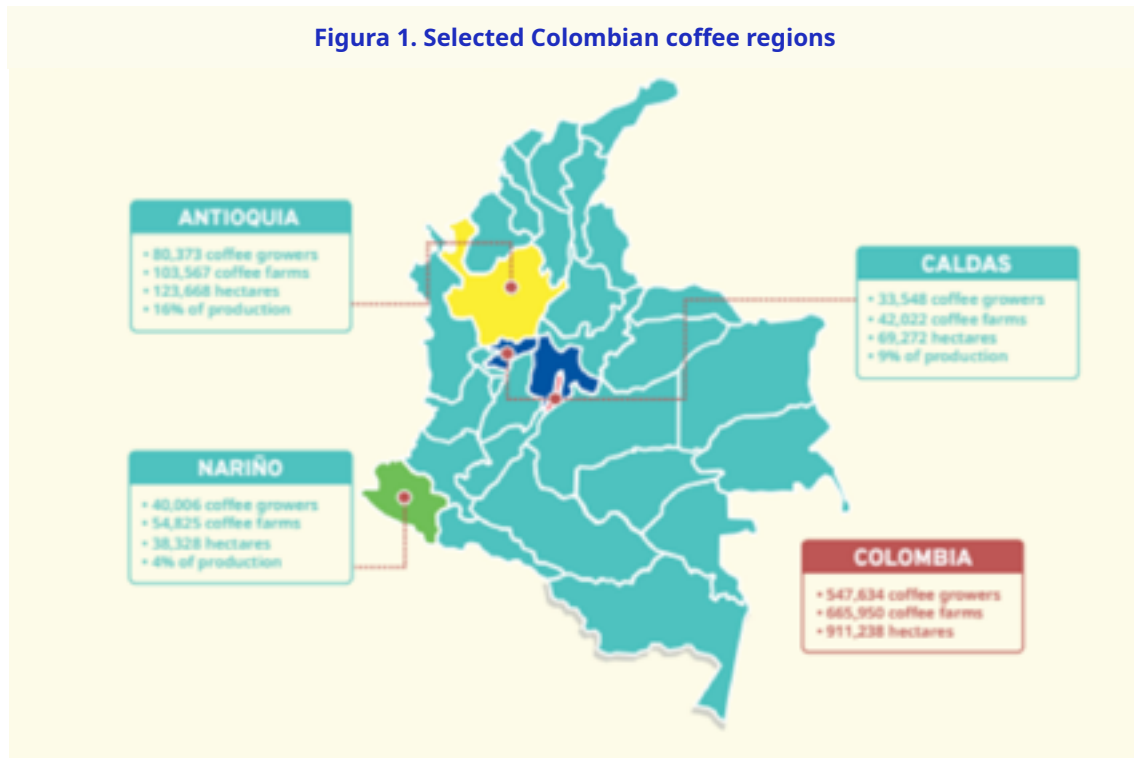 Figura 1. Selected Colombian coffee regions
ANTIOQUIA
• 80,373 coffee growers
• 103,567 coffee farms
• 123,668 hectares
• 16% of production
CALDAS
• 33,548 coffee growers
• 42,022 coffee farms
• 69,272 hectares
• 9% of production
NARIÑO
• 40,006 coffee growers
• 54,825 coffee farms
• 38,328 hectares
• 4% of production
COLOMBIA
• 547,634 coffee growers
• 665,950 coffee farms
• 911,238 hectares